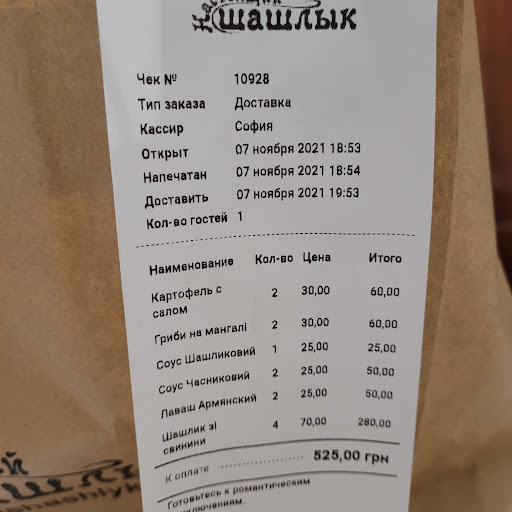 Настоящий
шашлык
Чек № 10928
Тип заказа Доставка
Кассир София
Открыт 07 ноября 2021 18:53
Напечатан 07 ноября 2021 18:54
Доставить 07 ноября 2021 19:53
Кол-во гостей 1
Наименование Кол-во Цена Итого
Картофель с 2 30,00 60,00
салом
Гриби на мангалі 2 30,00 60,00
Соус Шашликовий 1 25,00 25,00
Соус Часниковий 2 25,00 50,00
Лаваш Армянский 2 25,00 50,00
Шашлик зі 4 70,00 280,00
свинини
К оплате 525,00 грн
Готовьтесь к романтическим